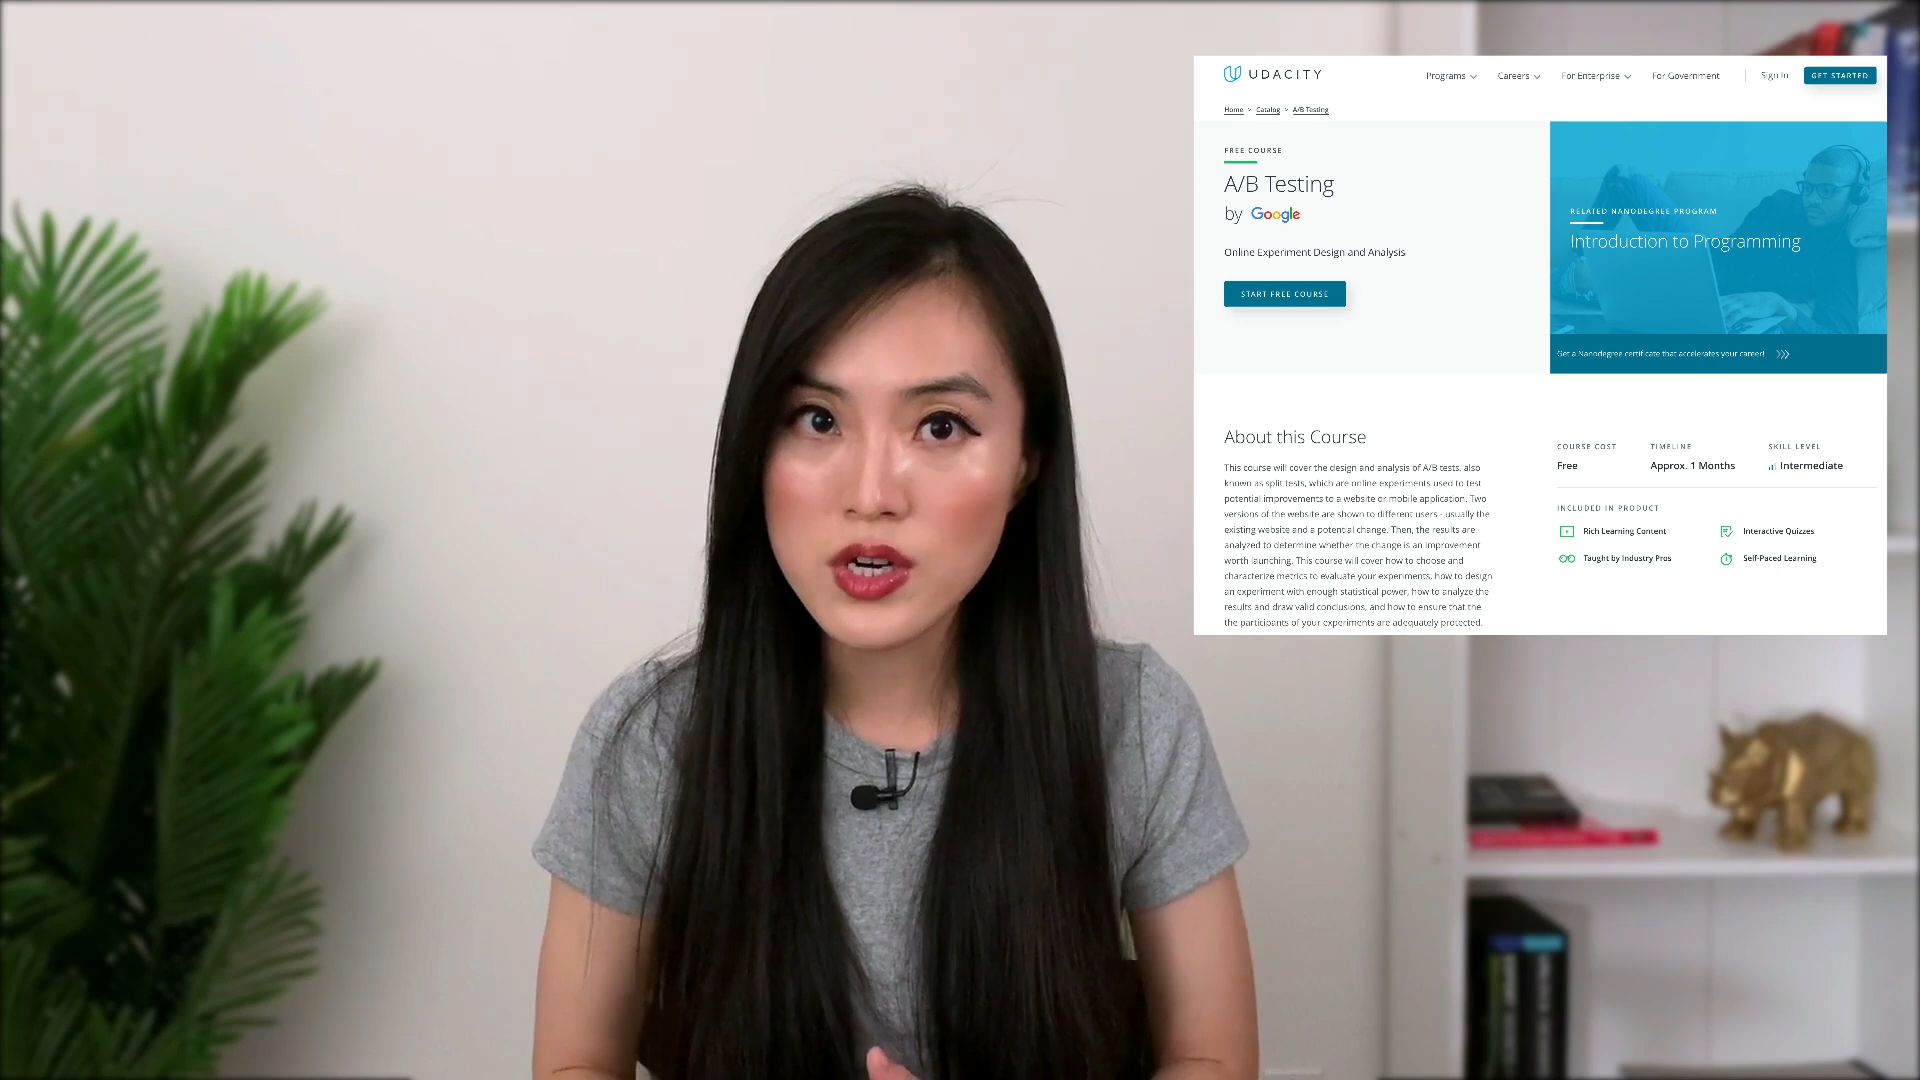 UDACITY
Programs
Careers
For Enterprise
For Government
Sign In
GET STARTED
Home > Catalog > A/B Testing
FREE COURSE
A/B Testing
by Google
Online Experiment Design and Analysis
START FREE COURSE
RELATED NANODEGREE PROGRAM
Introduction to Programming
Get a Nanodegree certificate that accelerates your career!
About this Course
This course will cover the design and analysis of A/B tests, also
known as split tests, which are online experiments used to test
potential improvements to a website or mobile application. Two
versions of the website are shown to different users - usually the
existing website and a potential change. Then, the results are
analyzed to determine whether the change is an improvement
worth launching. This course will cover how to choose and
characterize metrics to evaluate your experiments, how to design
an experiment with enough statistical power, how to analyze the
results and draw valid conclusions, and how to ensure that the
the participants of your experiments are adequately protected.
COURSE COST
Free
TIMELINE
Approx. 1 Months
SKILL LEVEL
Intermediate
INCLUDED IN PRODUCT
Rich Learning Content
Interactive Quizzes
Taught by Industry Pros
Self-Paced Learning